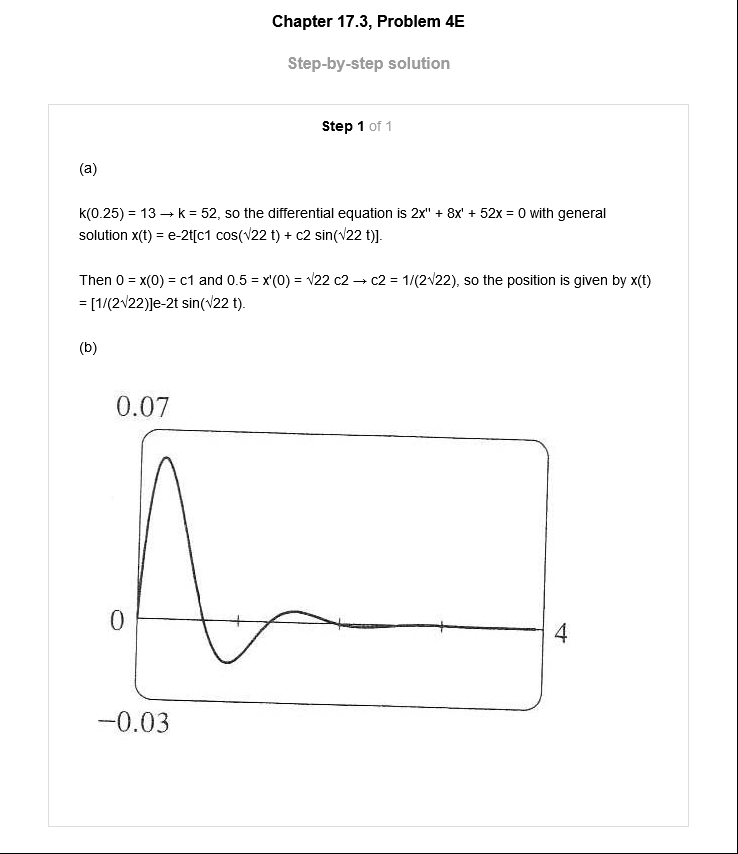 Chapter 17.3, Problem 4E
Step-by-step solution
Step 1 of 1
(a)
k(0.25) = 13 → k = 52, so the differential equation is 2x" + 8x' + 52x = 0 with general
solution x(t) = e-2t[c1 cos(√22 t) + c2 sin(√22 t)].
Then 0 = x(0) = c1 and 0.5 = x'(0) = √22 c2 → c2 = 1/(2√22), so the position is given by x(t)
= [1/(2√22)]e-2t sin(√22 t).
(b)
0.07
0
4
−0.03